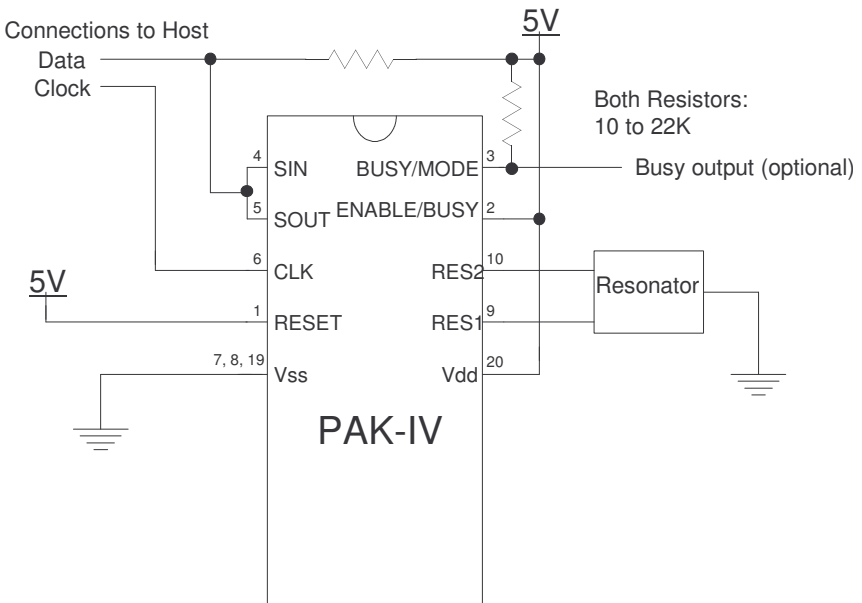 5V
Connections to Host
Data
Clock
Both Resistors:
10 to 22K
4 SIN
BUSY/MODE 3
Busy output (optional)
5 SOUT
ENABLE/BUSY 2
6 CLK
RES2 10
Resonator
5V
1 RESET
RES1 9
7, 8, 19 Vss
Vdd 20
PAK-IV